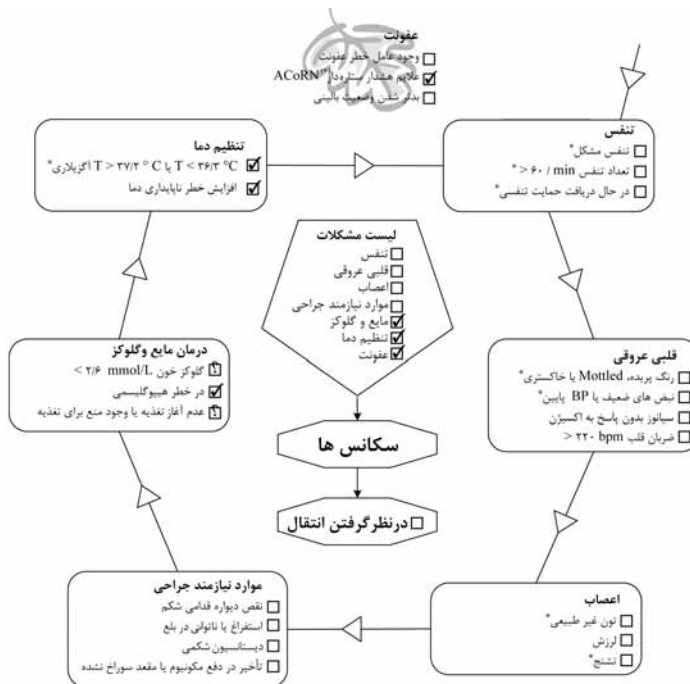 عفونت
وجود عامل خطر عفونت
علایم هشدار ستاره‌دار* ACoRN
بدتر شدن وضعیت بالینی
تنفس
تنفس مشکل*
تعداد تنفس > ۶۰ / min*
در حال دریافت حمایت تنفسی*
قلبی عروقی
رنگ پریده، Mottled یا خاکستری*
نبض های ضعیف یا BP پایین*
سیانوز بدون پاسخ به اکسیژن
ضربان قلب > ۲۲۰ bpm
اعصاب
تون غیر طبیعی*
لرزش
تشنج*
موارد نیازمند جراحی
نقص دیواره قدامی شکم
استفراغ یا ناتوانی در بلع
دیستانسیون شکمی
تأخیر در دفع مکونیوم یا مقعد سوراخ نشده
درمان مایع وگلوکز
گلوکز خون < ۲/۶ mmol/L
در خطر هیپوگلیسمی
عدم آغاز تغذیه یا وجود منع برای تغذیه
تنظیم دما
T < ۳۶/۳ °C یا T > ۳۷/۲ °C آگزیلاری*
افزایش خطر ناپایداری دما
لیست مشکلات
تنفس
قلبی عروقی
اعصاب
موارد نیازمند جراحی
مایع و گلوکز
تنظیم دما
عفونت
سکانس ها
درنظرگرفتن انتقال